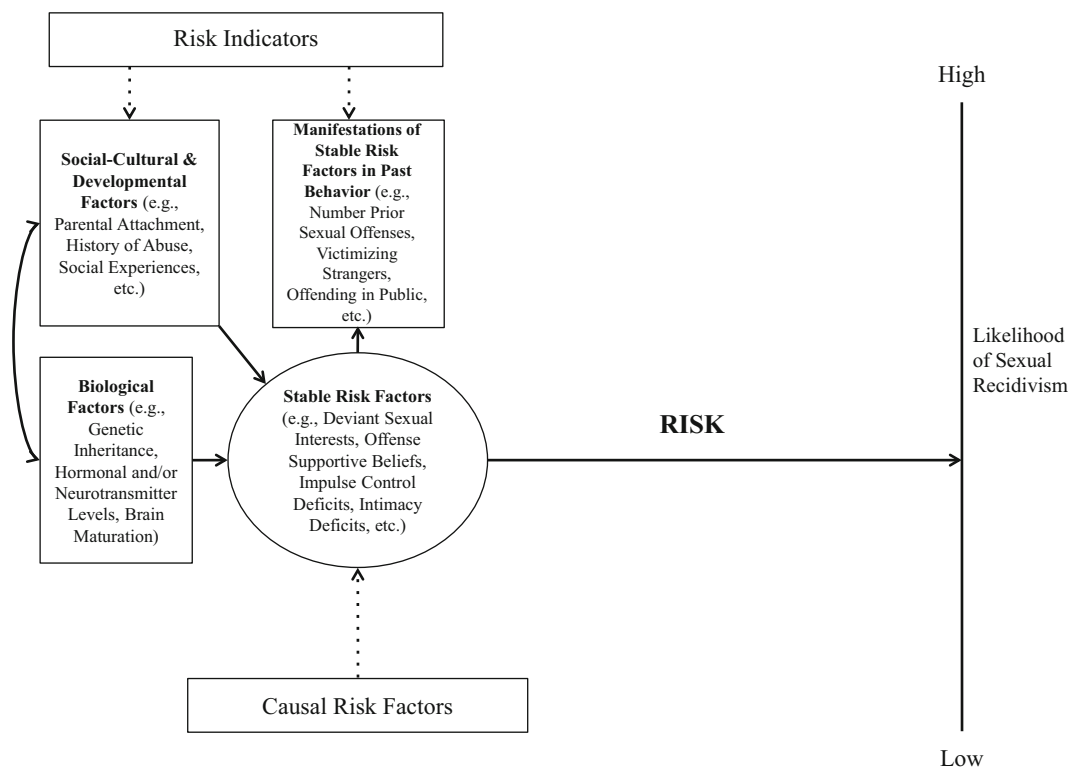 Risk Indicators
High
Social-Cultural &
Developmental
Factors (e.g.,
Parental Attachment,
History of Abuse,
Social Experiences,
etc.)
Manifestations of
Stable Risk
Factors in Past
Behavior (e.g.,
Number Prior
Sexual Offenses,
Victimizing
Strangers,
Offending in Public,
etc.)
Likelihood
of Sexual
Recidivism
Biological
Factors (e.g.,
Genetic
Inheritance,
Hormonal and/or
Neurotransmitter
Levels, Brain
Maturation)
Stable Risk Factors
(e.g., Deviant Sexual
Interests, Offense
Supportive Beliefs,
Impulse Control
Deficits, Intimacy
Deficits, etc.)
RISK
Causal Risk Factors
Low